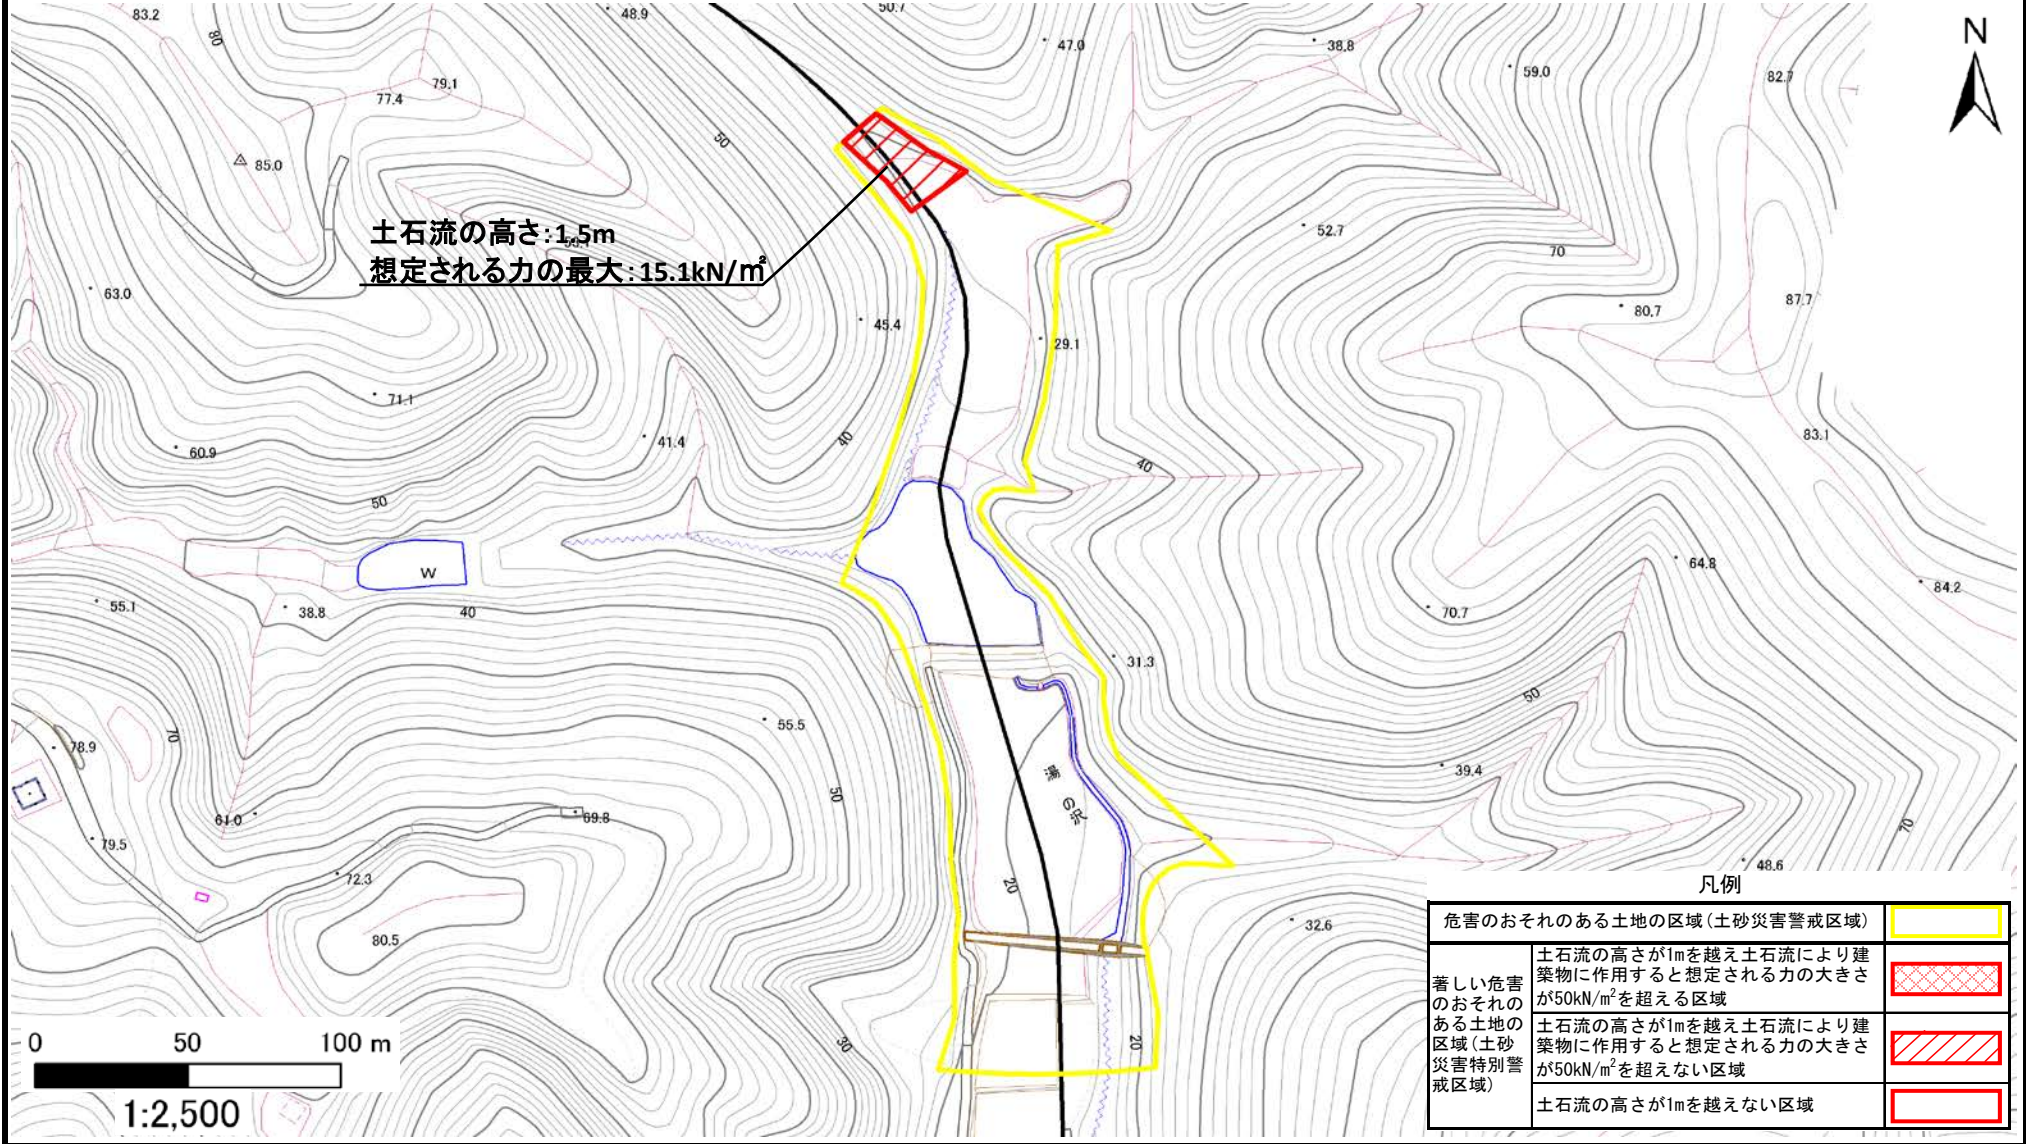 83.2
80
48.9
50.7
47.0
38.8
59.0
82.7
N
79.1
77.4
50
85.0
土石流の高さ:1.5m
想定される力の最大:15.1kN/㎡
52.7
70
63.0
45.4
29.1
80.7
87.7
71.1
60.9
41.4
40
40
83.1
50
W
64.8
84.2
55.1
38.8
40
70.7
31.3
50
55.5
70
78.9
39.4
50
61.0
69.8
79.5
72.3
の沢
20
70
48.6
80.5
32.6
30
20
凡例
危害のおそれのある土地の区域(土砂災害警戒区域)
著しい危害
のおそれの
ある土地の
区域(土砂
災害特別警
戒区域)
土石流の高さが1mを越え土石流により建
築物に作用すると想定される力の大きさ
が50kN/m²を超える区域
土石流の高さが1mを越え土石流により建
築物に作用すると想定される力の大きさ
が50kN/m²を超えない区域
土石流の高さが1mを越えない区域
0 50 100 m
1:2,500